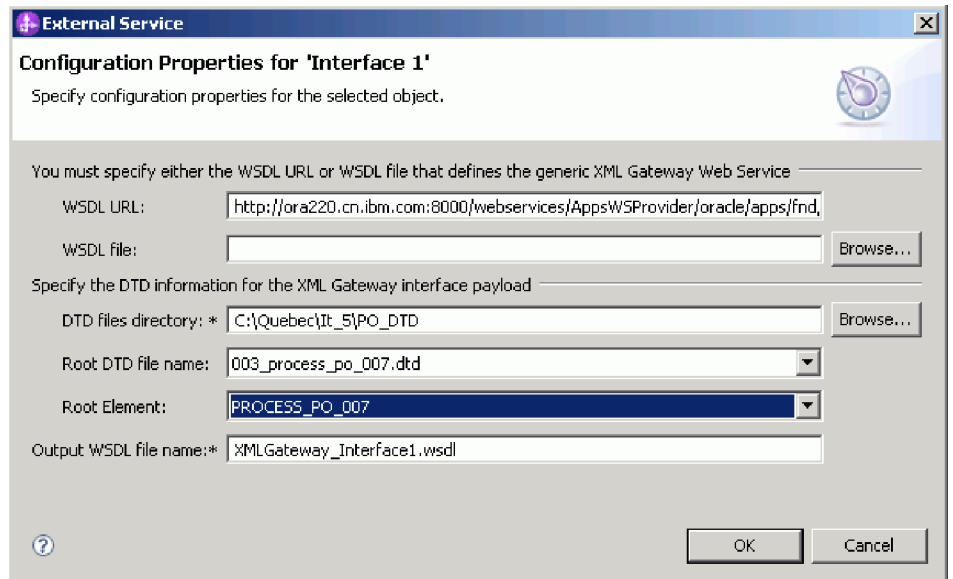 External Service
Configuration Properties for 'Interface 1'
Specify configuration properties for the selected object.
You must specify either the WSDL URL or WSDL file that defines the generic XML Gateway Web Service
WSDL URL: http://ora220.cn.ibm.com:8000/webservices/AppsWSProvider/oracle/apps/fnd,
WSDL file: Browse...
Specify the DTD information for the XML Gateway interface payload
DTD files directory: * C:\Quebec\It_5\PO_DTD Browse...
Root DTD file name: 003_process_po_007.dtd
Root Element: PROCESS_PO_007
Output WSDL file name:* XMLGateway_Interface1.wsdl
? OK Cancel